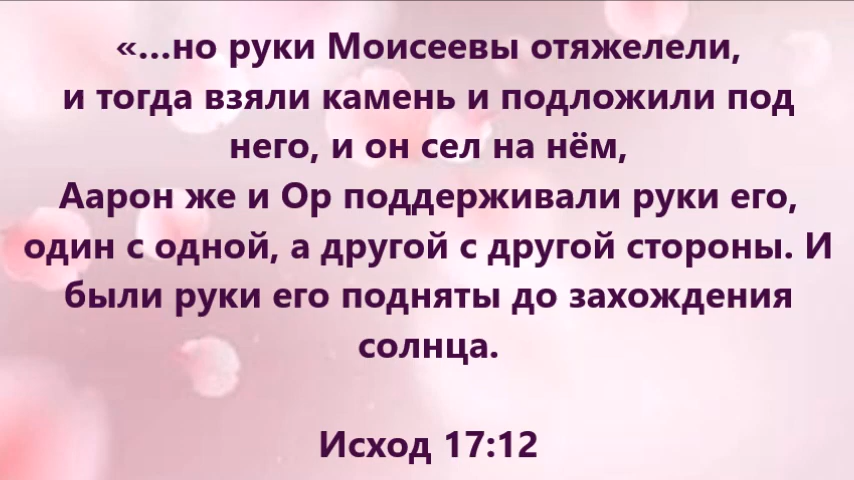 «…но руки Моисеевы отяжелели,
и тогда взяли камень и подложили под
него, и он сел на нём,
Аарон же и Ор поддерживали руки его,
один с одной, а другой с другой стороны. И
были руки его подняты до захождения
солнца.
Исход 17:12